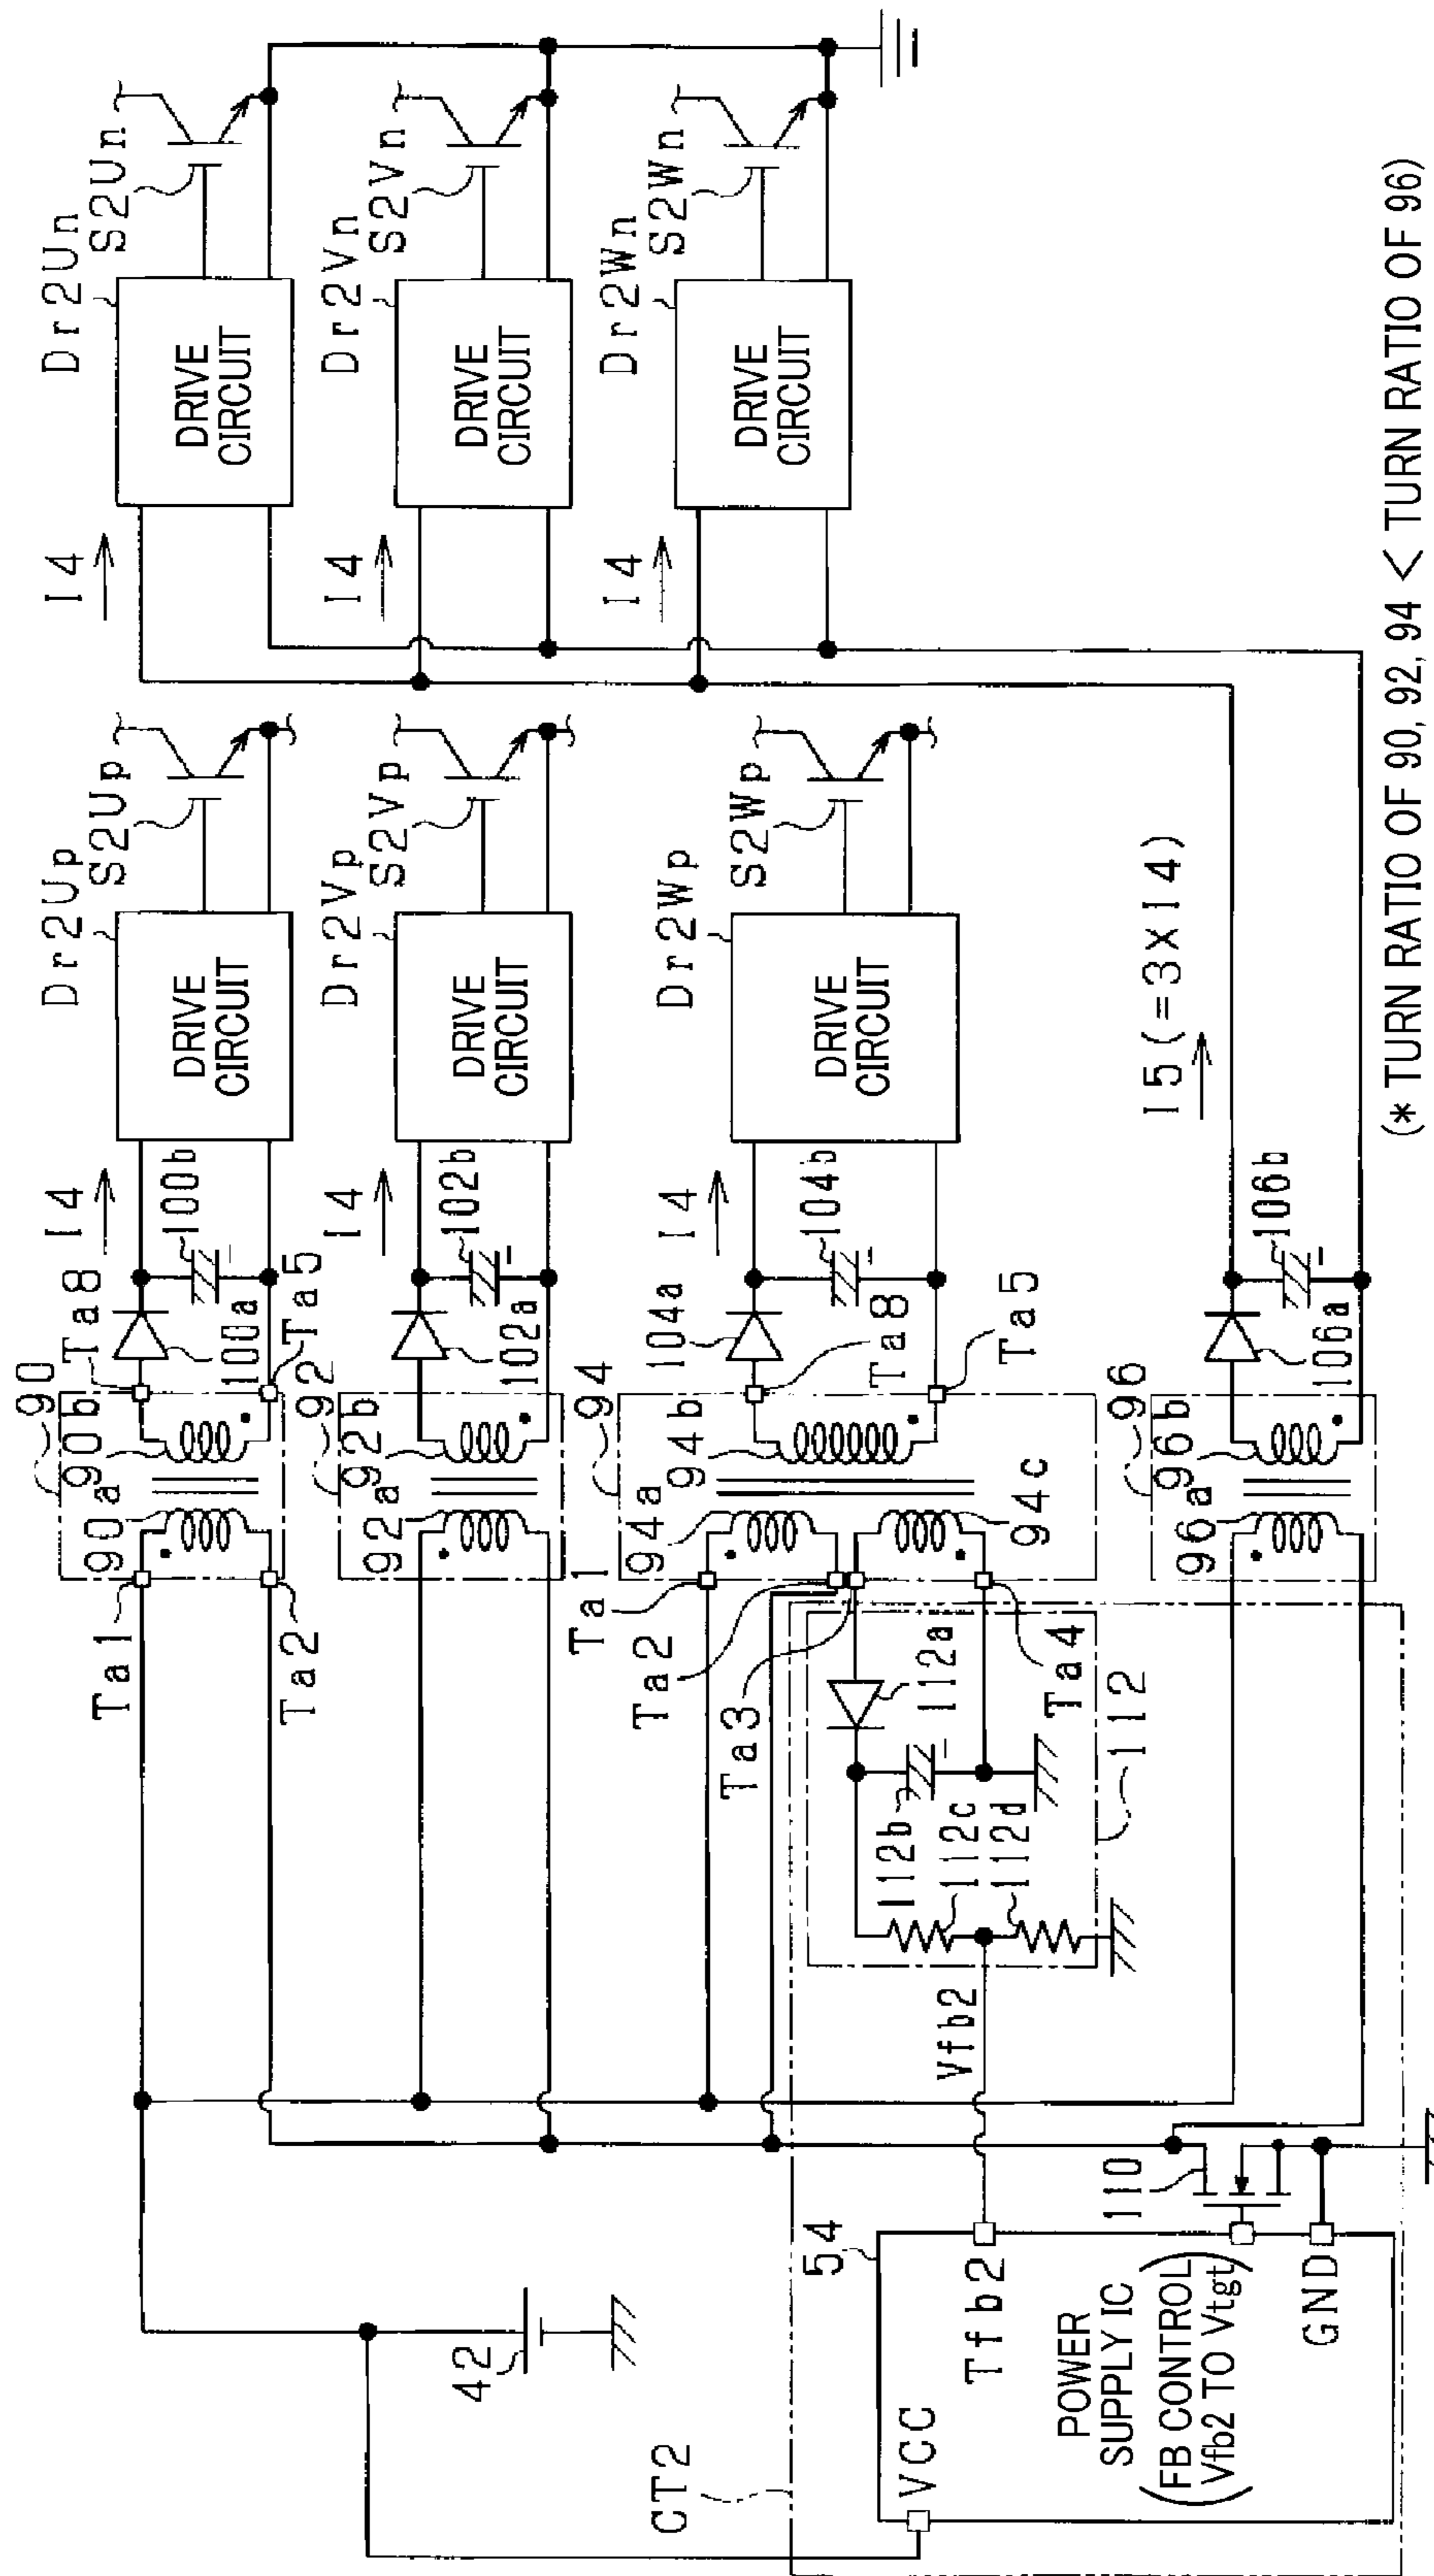 Dr2Un
S2Un
I4
DRIVE
CIRCUIT
Dr2Vn
S2Vn
I4
DRIVE
CIRCUIT
Dr2Wn
S2Wn
I4
DRIVE
CIRCUIT
Dr2Up
S2Up
I4
DRIVE
CIRCUIT
100b
100a
Ta8
Ta5
90
90b
90a
Ta1
Ta2
Dr2Vp
S2Vp
I4
DRIVE
CIRCUIT
102b
102a
92
92b
92a
Dr2Wp
S2Wp
I4
DRIVE
CIRCUIT
104b
104a
Ta8
Ta5
94
94b
94a
94c
Ta1
Ta2
Ta3
Ta4
112a
112b
112c
112d
112
I5(=3×I4)
106b
106a
96
96b
96a
Vfb2
110
54
Tfb2
POWER
SUPPLY IC
(FB CONTROL
Vfb2 TO Vtgt)
GND
VCC
42
CT2
(* TURN RATIO OF 90, 92, 94 < TURN RATIO OF 96)